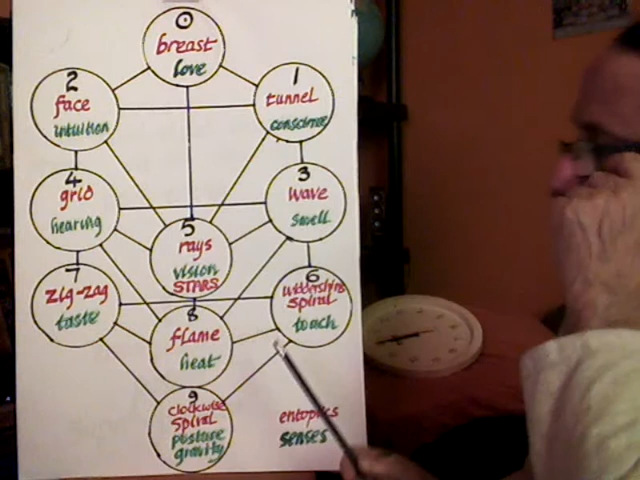 0
breast
love
1
tunnel
conscience
2
face
intuition
3
wave
smell
4
grid
hearing
5
rays
vision
STARS
6
widdershins
spiral
touch
7
zig-zag
taste
8
flame
heat
9
clockwise
spiral
posture
gravity
entoptics
senses